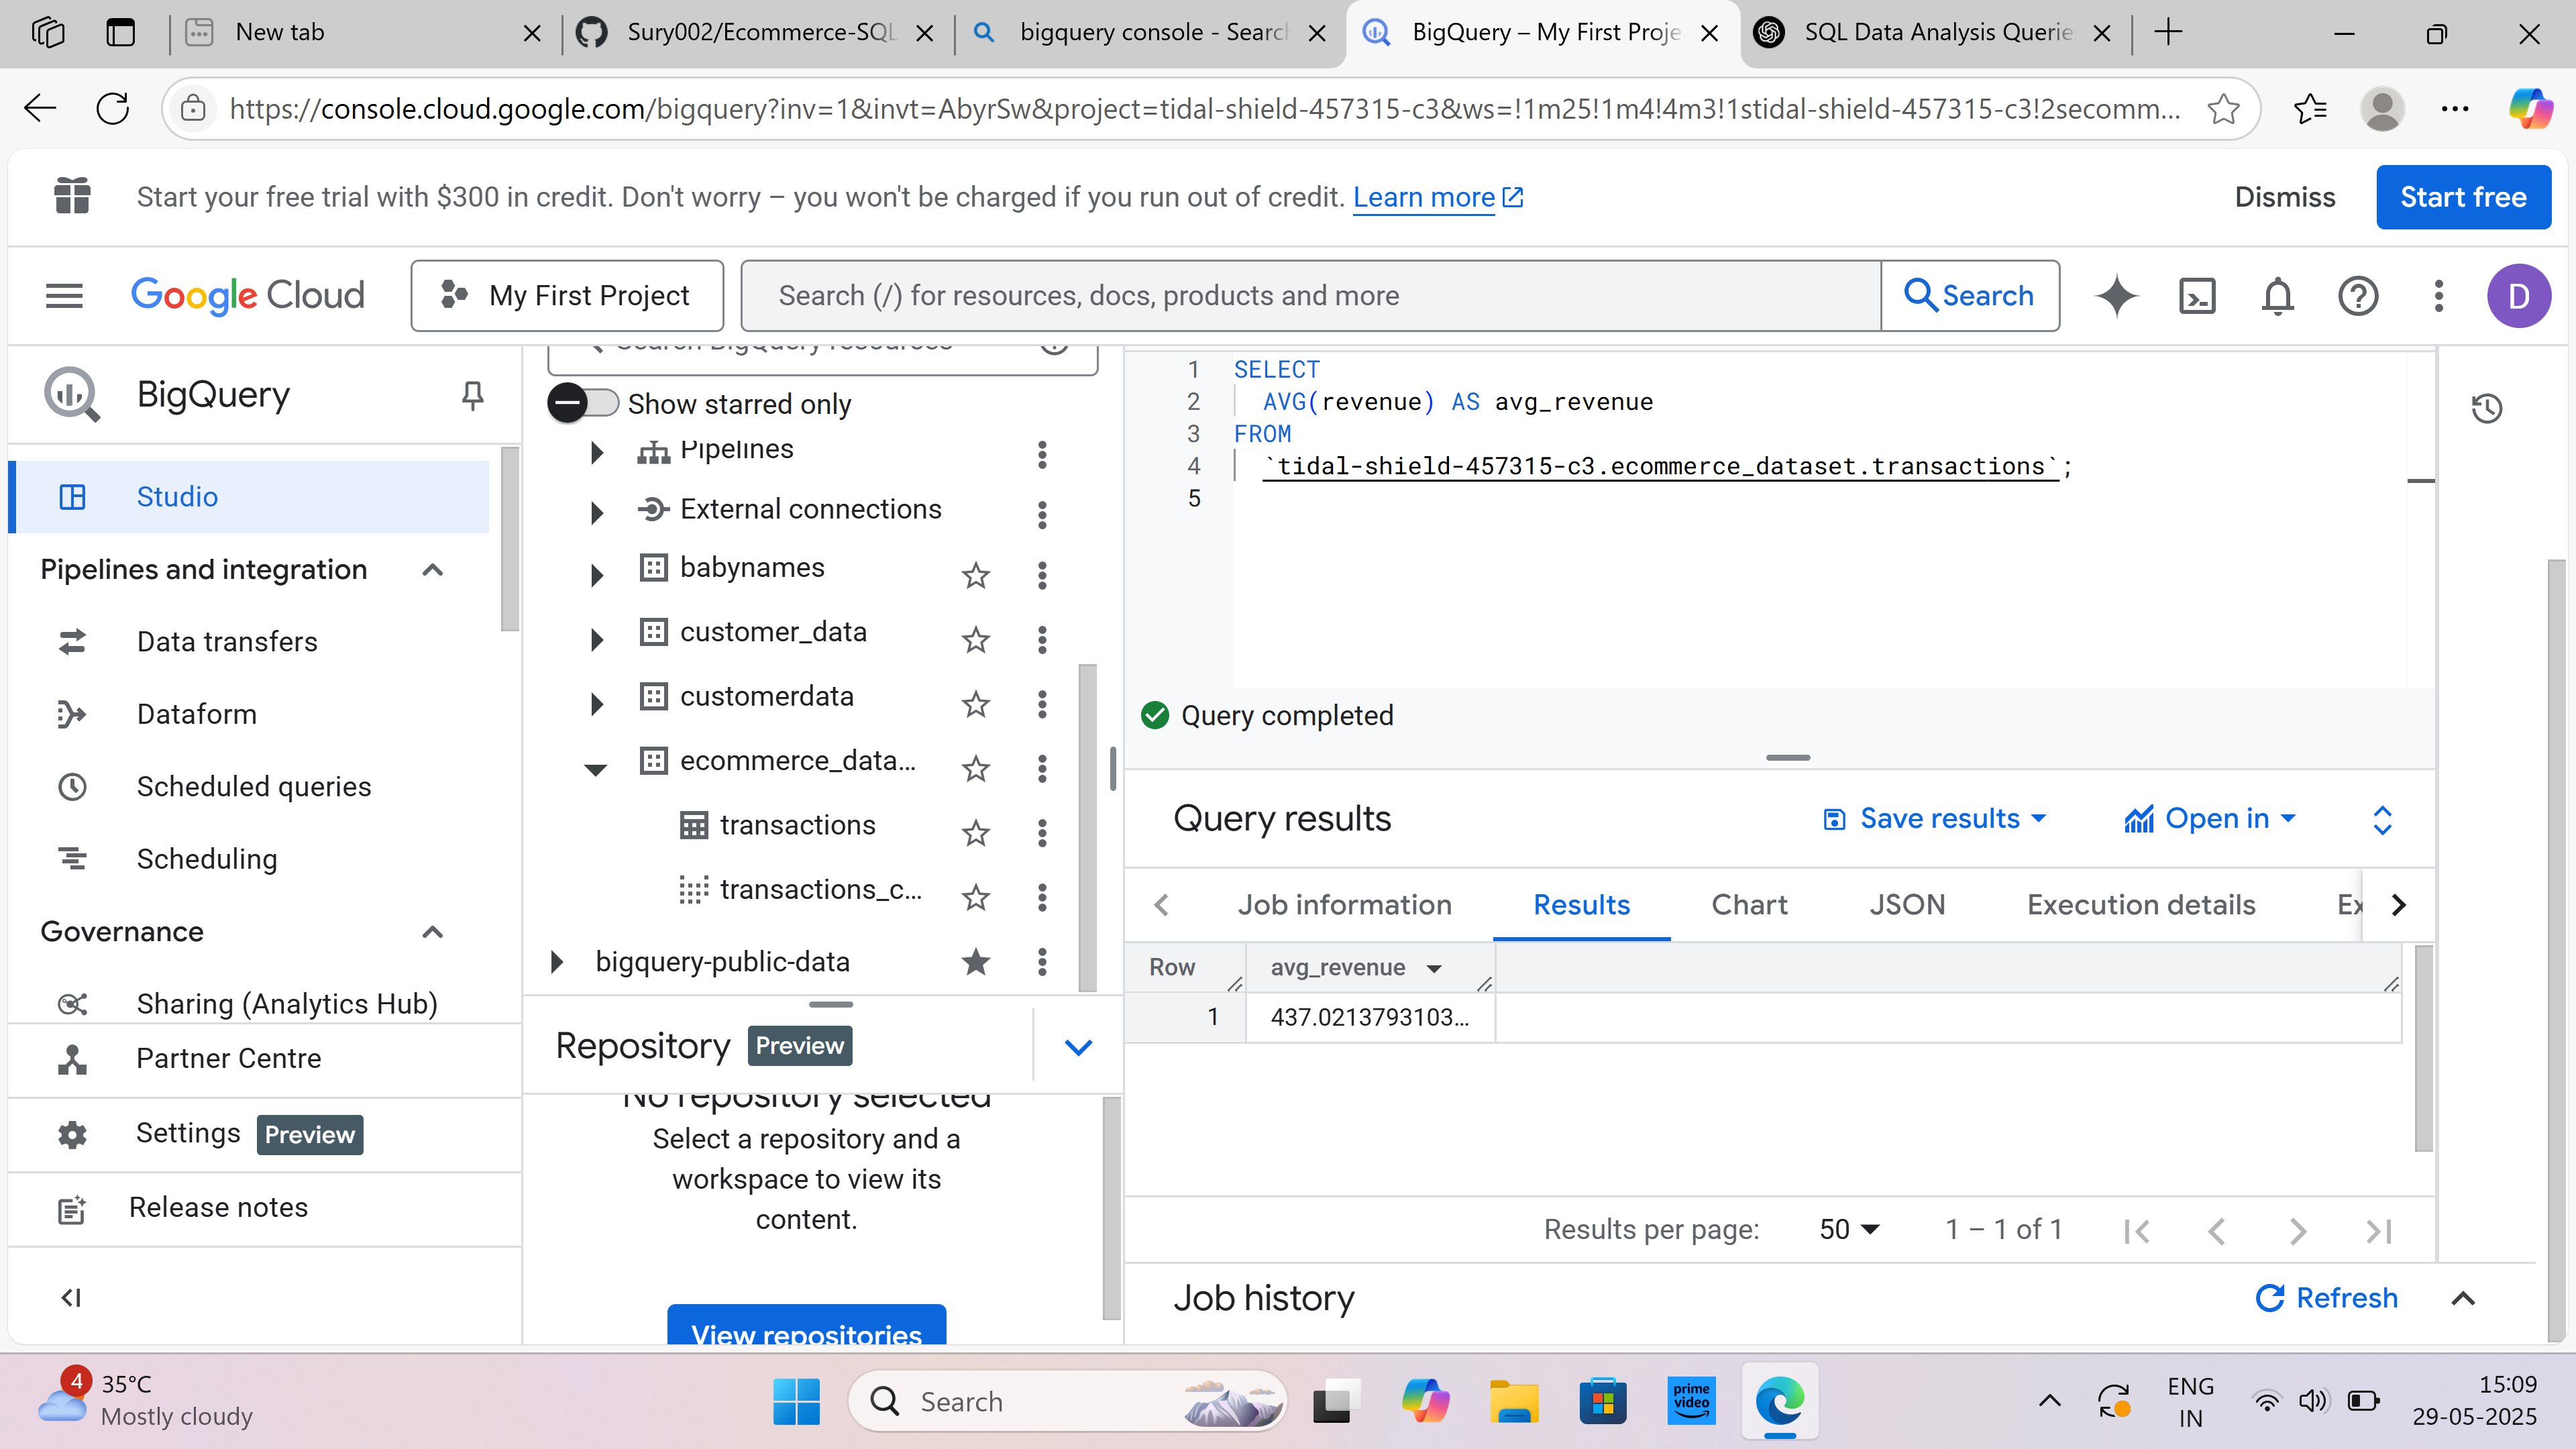 New tab
Sury002/Ecommerce-SQL
bigquery console - Search
BigQuery – My First Proje
SQL Data Analysis Querie
https://console.cloud.google.com/bigquery?inv=1&invt=AbyrSw&project=tidal-shield-457315-c3&ws=!1m25!1m4!4m3!1stidal-shield-457315-c3!2secomm...
Start your free trial with $300 in credit. Don't worry – you won't be charged if you run out of credit. Learn more
Dismiss
Start free
Google Cloud
My First Project
Search (/) for resources, docs, products and more
Search
D
BigQuery
Studio
Pipelines and integration
Data transfers
Dataform
Scheduled queries
Scheduling
Governance
Sharing (Analytics Hub)
Partner Centre
Settings Preview
Release notes
Search BigQuery resources
Show starred only
Pipelines
External connections
babynames
customer_data
customerdata
ecommerce_data...
transactions
transactions_c...
bigquery-public-data
Repository Preview
No repository selected
Select a repository and a
workspace to view its
content.
View repositories
1 SELECT
2 AVG(revenue) AS avg_revenue
3 FROM
4 `tidal-shield-457315-c3.ecommerce_dataset.transactions`;
5
Query completed
Query results
Save results
Open in
Job information
Results
Chart
JSON
Execution details
Ex
Row avg_revenue
1 437.0213793103...
Results per page: 50 1 – 1 of 1
Job history
Refresh
4
35°C
Mostly cloudy
Search
prime
video
ENG
IN
15:09
29-05-2025